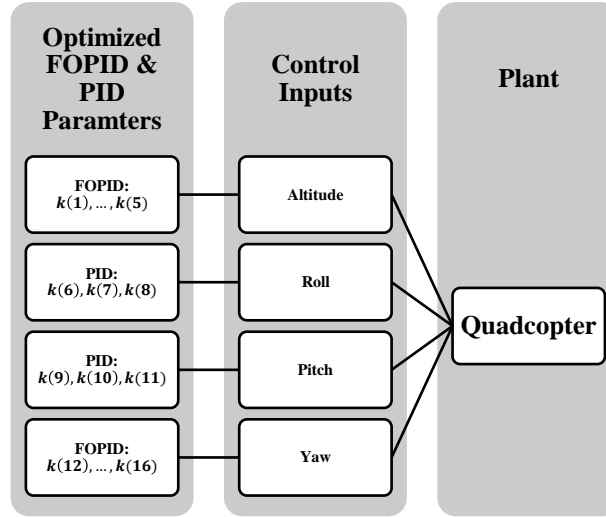 Optimized
FOPID &
PID
Paramters
FOPID:
k(1), … , k(5)
PID:
k(6), k(7), k(8)
PID:
k(9), k(10), k(11)
FOPID:
k(12), … , k(16)
Control
Inputs
Altitude
Roll
Pitch
Yaw
Plant
Quadcopter